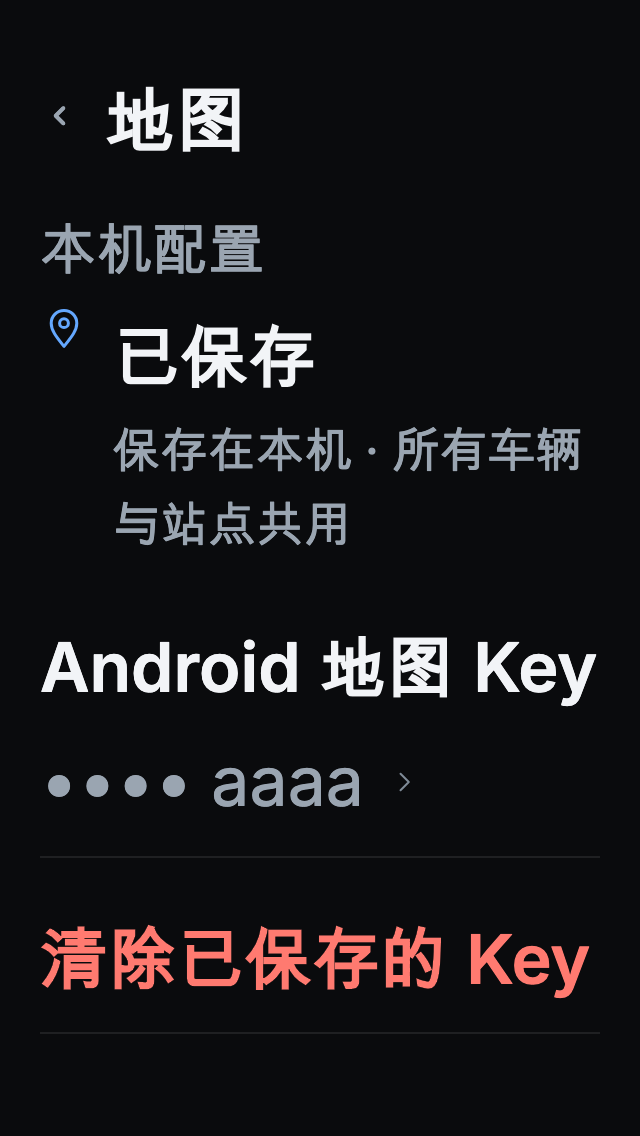 地图
本机配置
已保存
保存在本机 · 所有车辆
与站点共用
Android 地图 Key
•••• aaaa
清除已保存的 Key